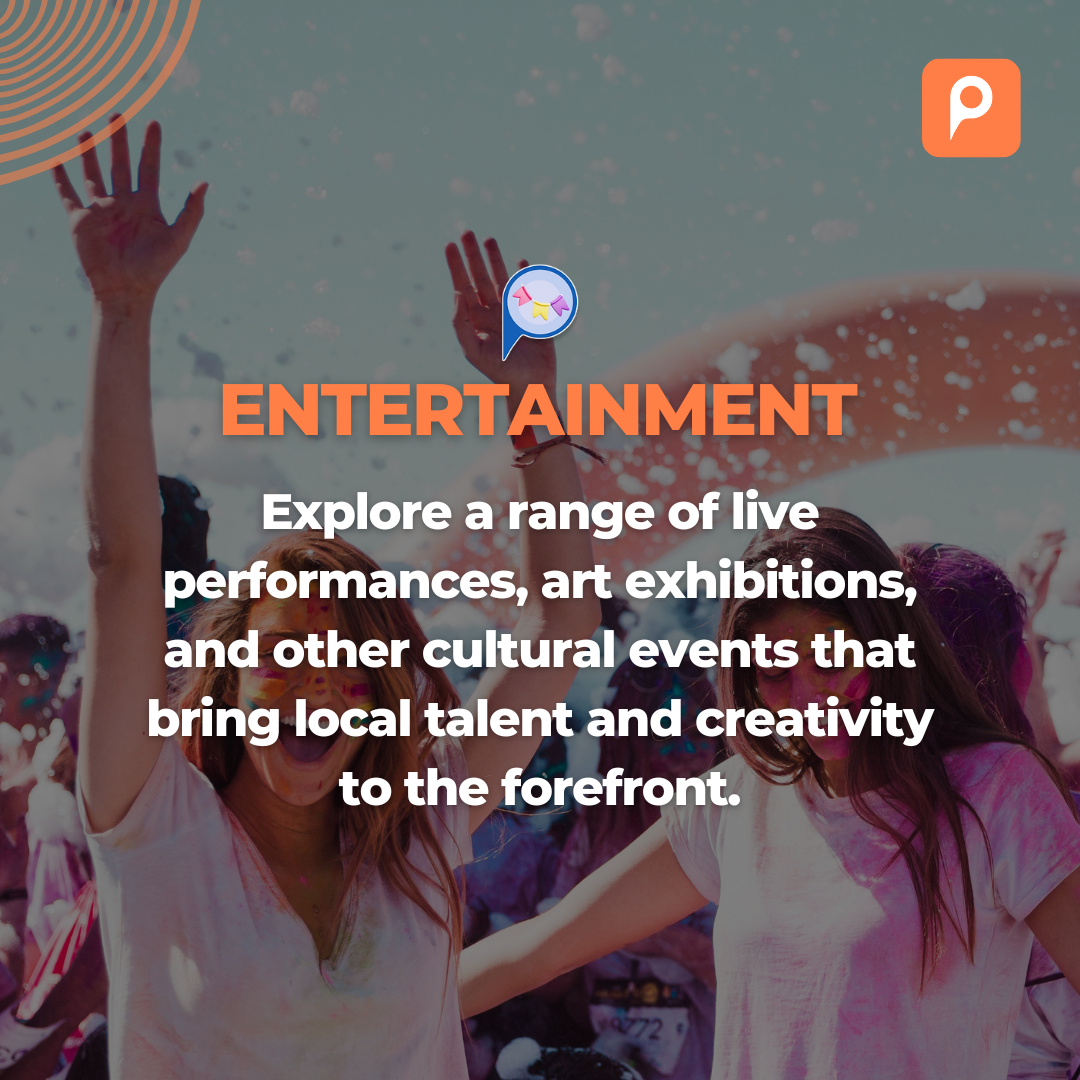 P
ENTERTAINMENT
Explore a range of live
performances, art exhibitions,
and other cultural events that
bring local talent and creativity
to the forefront.
9772